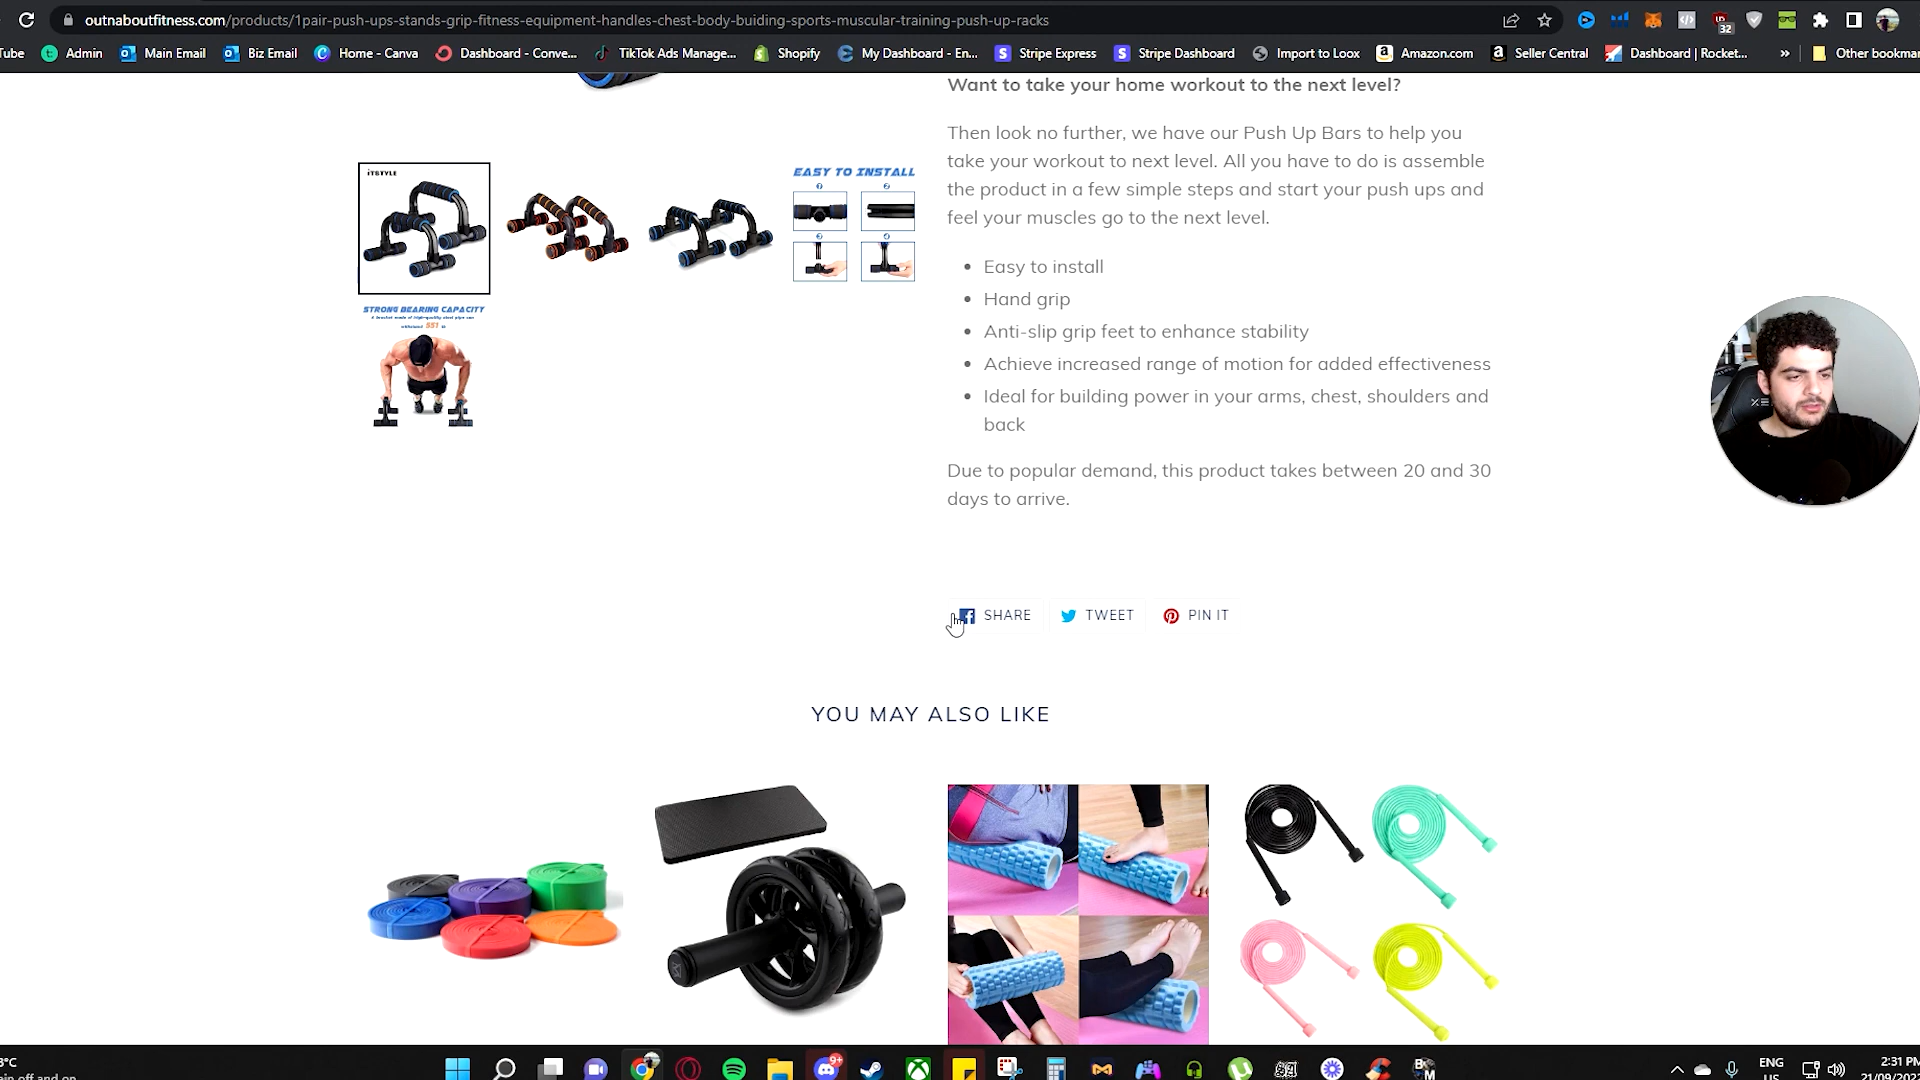 outnaboutfitness.com/products/1pair-push-ups-stands-grip-fitness-equipment-handles-chest-body-buiding-sports-muscular-training-push-up-racks
32
Tube Admin Main Email Biz Email Home - Canva Dashboard - Conve... TikTok Ads Manage... Shopify My Dashboard - En... Stripe Express Stripe Dashboard Import to Loox Amazon.com Seller Central Dashboard | Rocket... » Other bookmar
Want to take your home workout to the next level?
Then look no further, we have our Push Up Bars to help you
take your workout to next level. All you have to do is assemble
the product in a few simple steps and start your push ups and
feel your muscles go to the next level.
iTSTYLE
EASY TO INSTALL
STRONG BEARING CAPACITY
551
• Easy to install
• Hand grip
• Anti-slip grip feet to enhance stability
• Achieve increased range of motion for added effectiveness
• Ideal for building power in your arms, chest, shoulders and
back
Due to popular demand, this product takes between 20 and 30
days to arrive.
SHARE TWEET PIN IT
YOU MAY ALSO LIKE
9+
ENG
US
2:31 PM